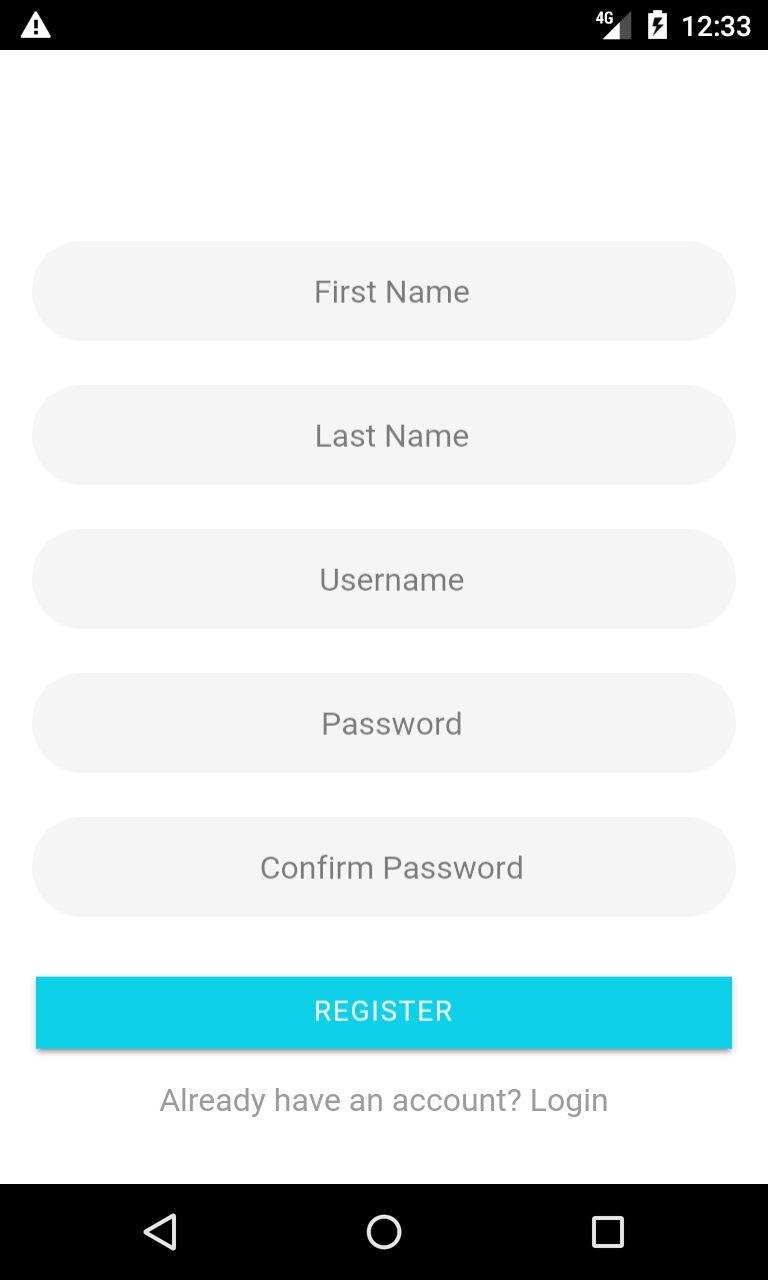 4G 12:33
First Name
Last Name
Username
Password
Confirm Password
REGISTER
Already have an account? Login